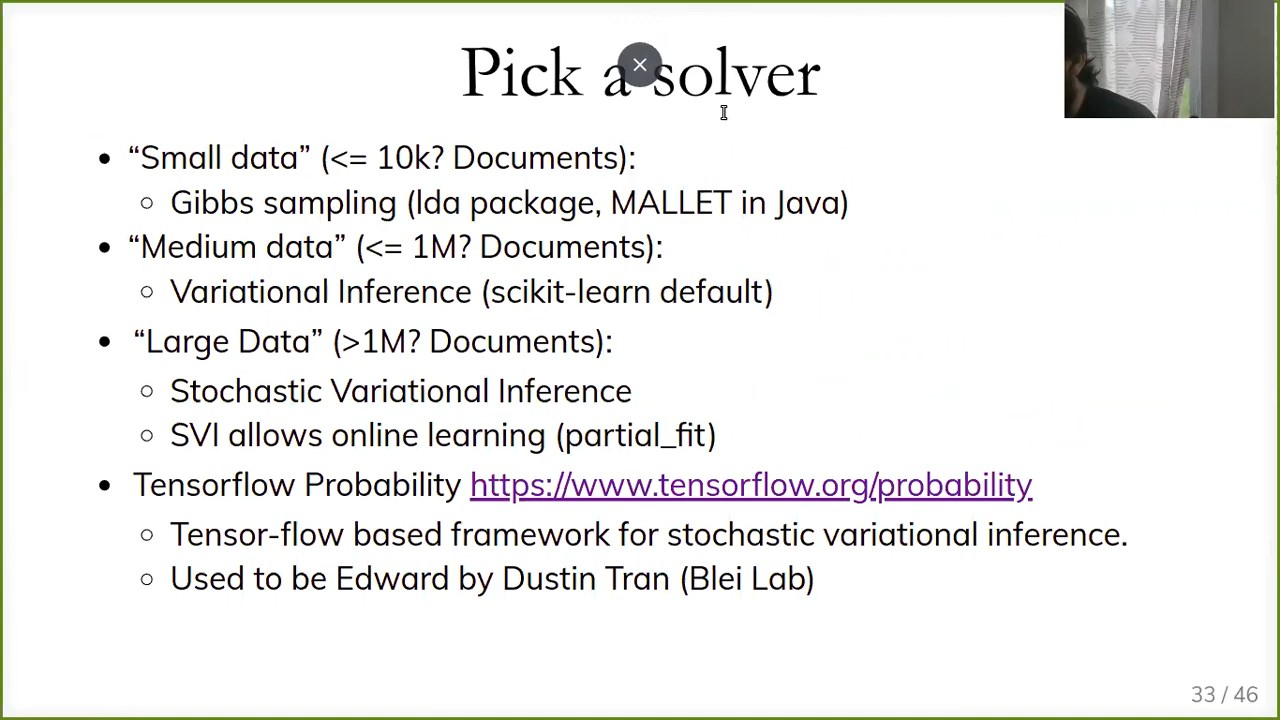 Pick a solver
• “Small data” (<= 10k? Documents):
○ Gibbs sampling (lda package, MALLET in Java)
• “Medium data” (<= 1M? Documents):
○ Variational Inference (scikit-learn default)
• “Large Data” (>1M? Documents):
○ Stochastic Variational Inference
○ SVI allows online learning (partial_fit)
• Tensorflow Probability https://www.tensorflow.org/probability
○ Tensor-flow based framework for stochastic variational inference.
○ Used to be Edward by Dustin Tran (Blei Lab)
33 / 46